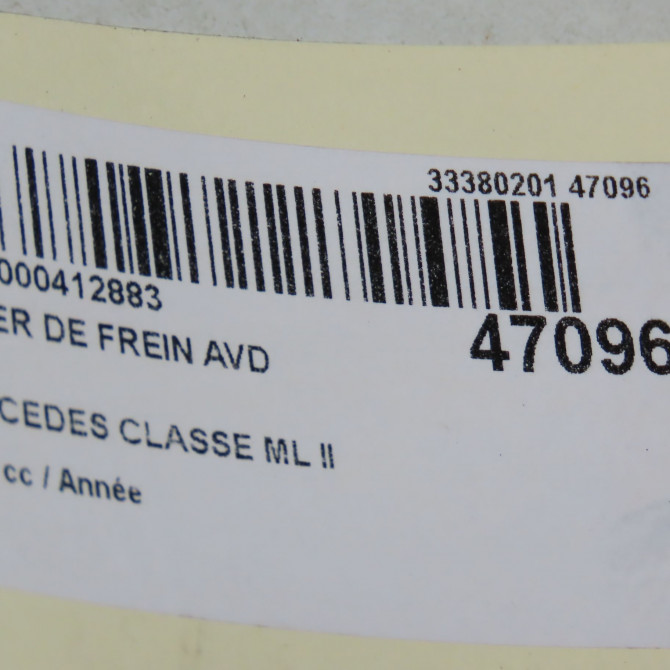 33380201 47096
000412883
47096
ER DE FREIN AVD
CEDES CLASSE ML II
cc / Année